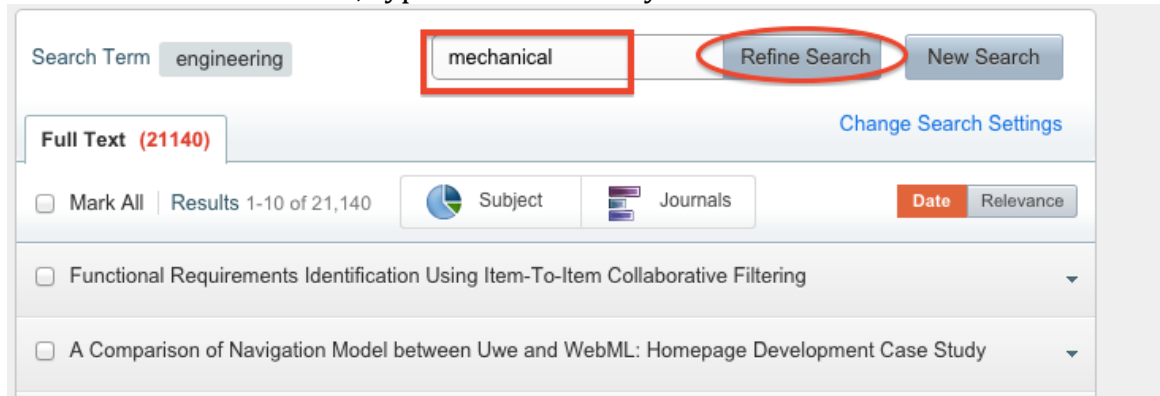 Search Term engineering mechanical Refine Search New Search
Full Text (21140) Change Search Settings
Mark All Results 1-10 of 21,140 Subject Journals Date Relevance
Functional Requirements Identification Using Item-To-Item Collaborative Filtering
A Comparison of Navigation Model between Uwe and WebML: Homepage Development Case Study